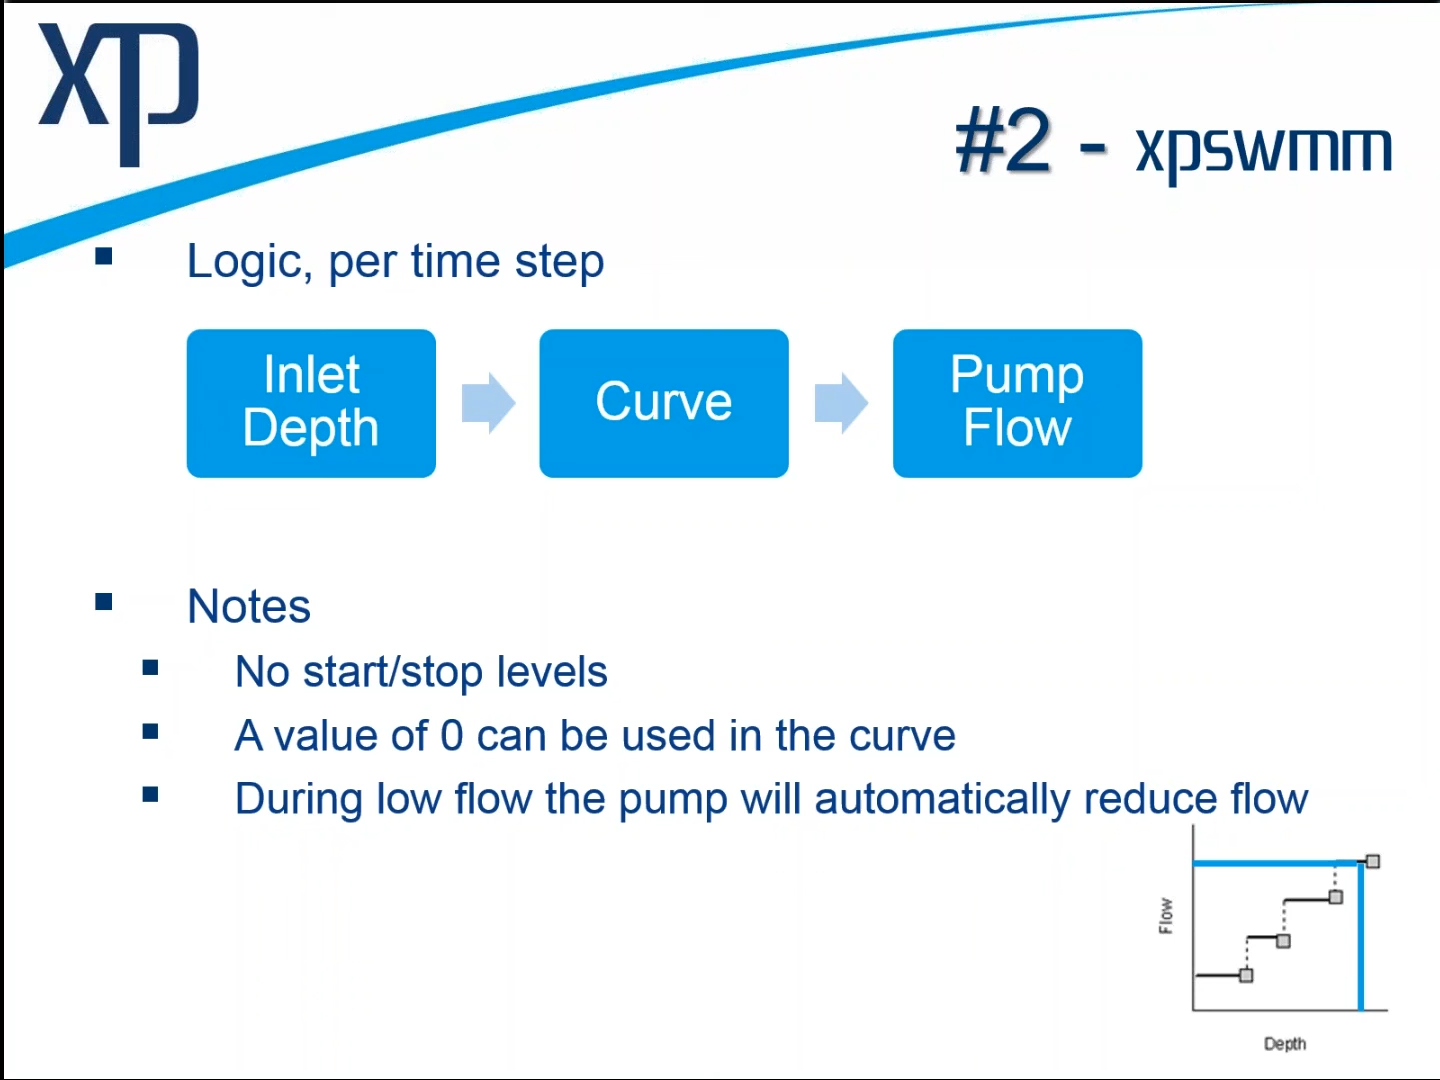 xp
#2 - xpswmm
Logic, per time step
Inlet
Depth
Curve
Pump
Flow
Notes
No start/stop levels
A value of 0 can be used in the curve
During low flow the pump will automatically reduce flow
Flow
Depth